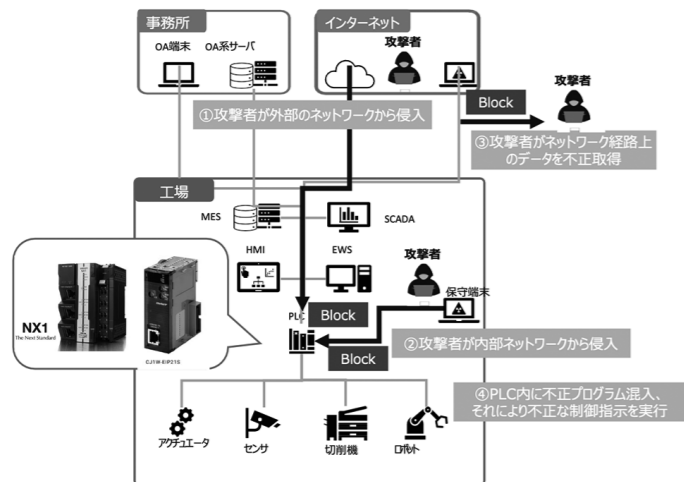 事務所
OA端末
OA系サーバ
インターネット
攻撃者
攻撃者
Block
①攻撃者が外部のネットワークから侵入
③攻撃者がネットワーク経路上
のデータを不正取得
工場
MES
SCADA
HMI
EWS
攻撃者
保守端末
NX1
The Next Standard
CJ1W-EIP21S
PLC
Block
Block
②攻撃者が内部ネットワークから侵入
④PLC内に不正プログラム混入、
それにより不正な制御指示を実行
アクチュエータ
センサ
切削機
ロボット